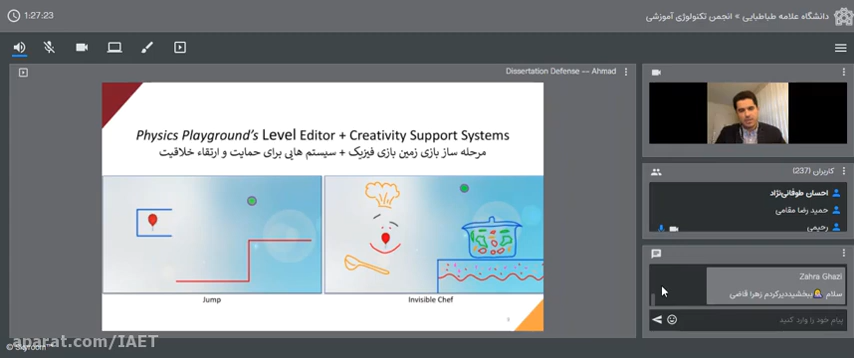 1:27:23
دانشگاه علامه طباطبایی » انجمن تکنولوژی آموزشی
Dissertation Defense -- Ahmad
Physics Playground's Level Editor + Creativity Support Systems
مرحله ساز بازی زمین بازی فیزیک + سیستم هایی برای حمایت و ارتقاء خلاقیت
Jump
Invisible Chef
کاربران (237)
احسان طوفانی‌نژاد
حمید رضا مقامی
رحیمی
Zahra Ghazi
سلام ببخشیددیرکردم زهرا قاضی
پیام خود را وارد کنید
aparat.com/IAET
© Skyroom